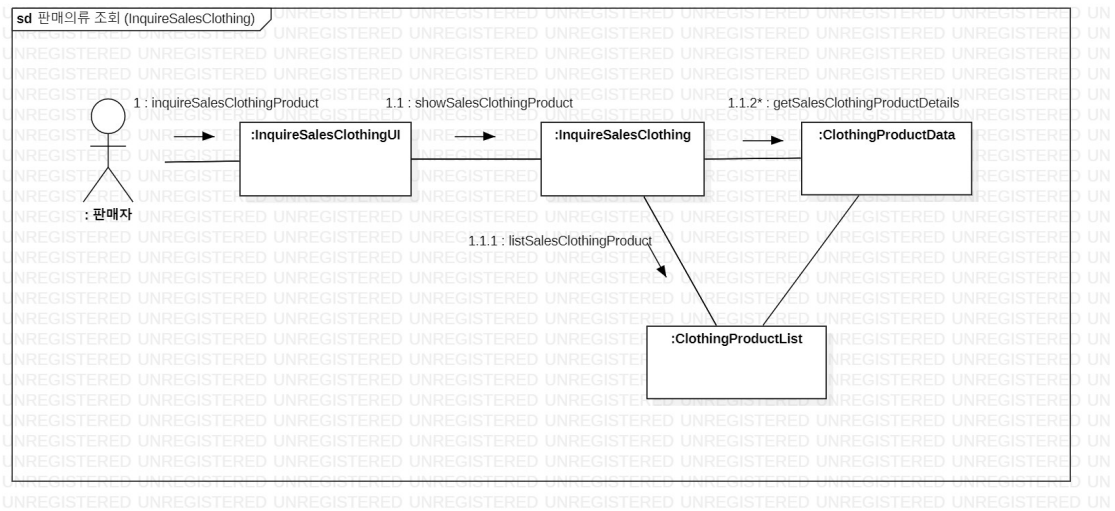 sd 판매의류 조회 (InquireSalesClothing)
1 : inquireSalesClothingProduct
1.1 : showSalesClothingProduct
1.1.2* : getSalesClothingProductDetails
:InquireSalesClothingUI
:InquireSalesClothing
:ClothingProductData
: 판매자
1.1.1 : listSalesClothingProduct
:ClothingProductList
UNREGISTERED